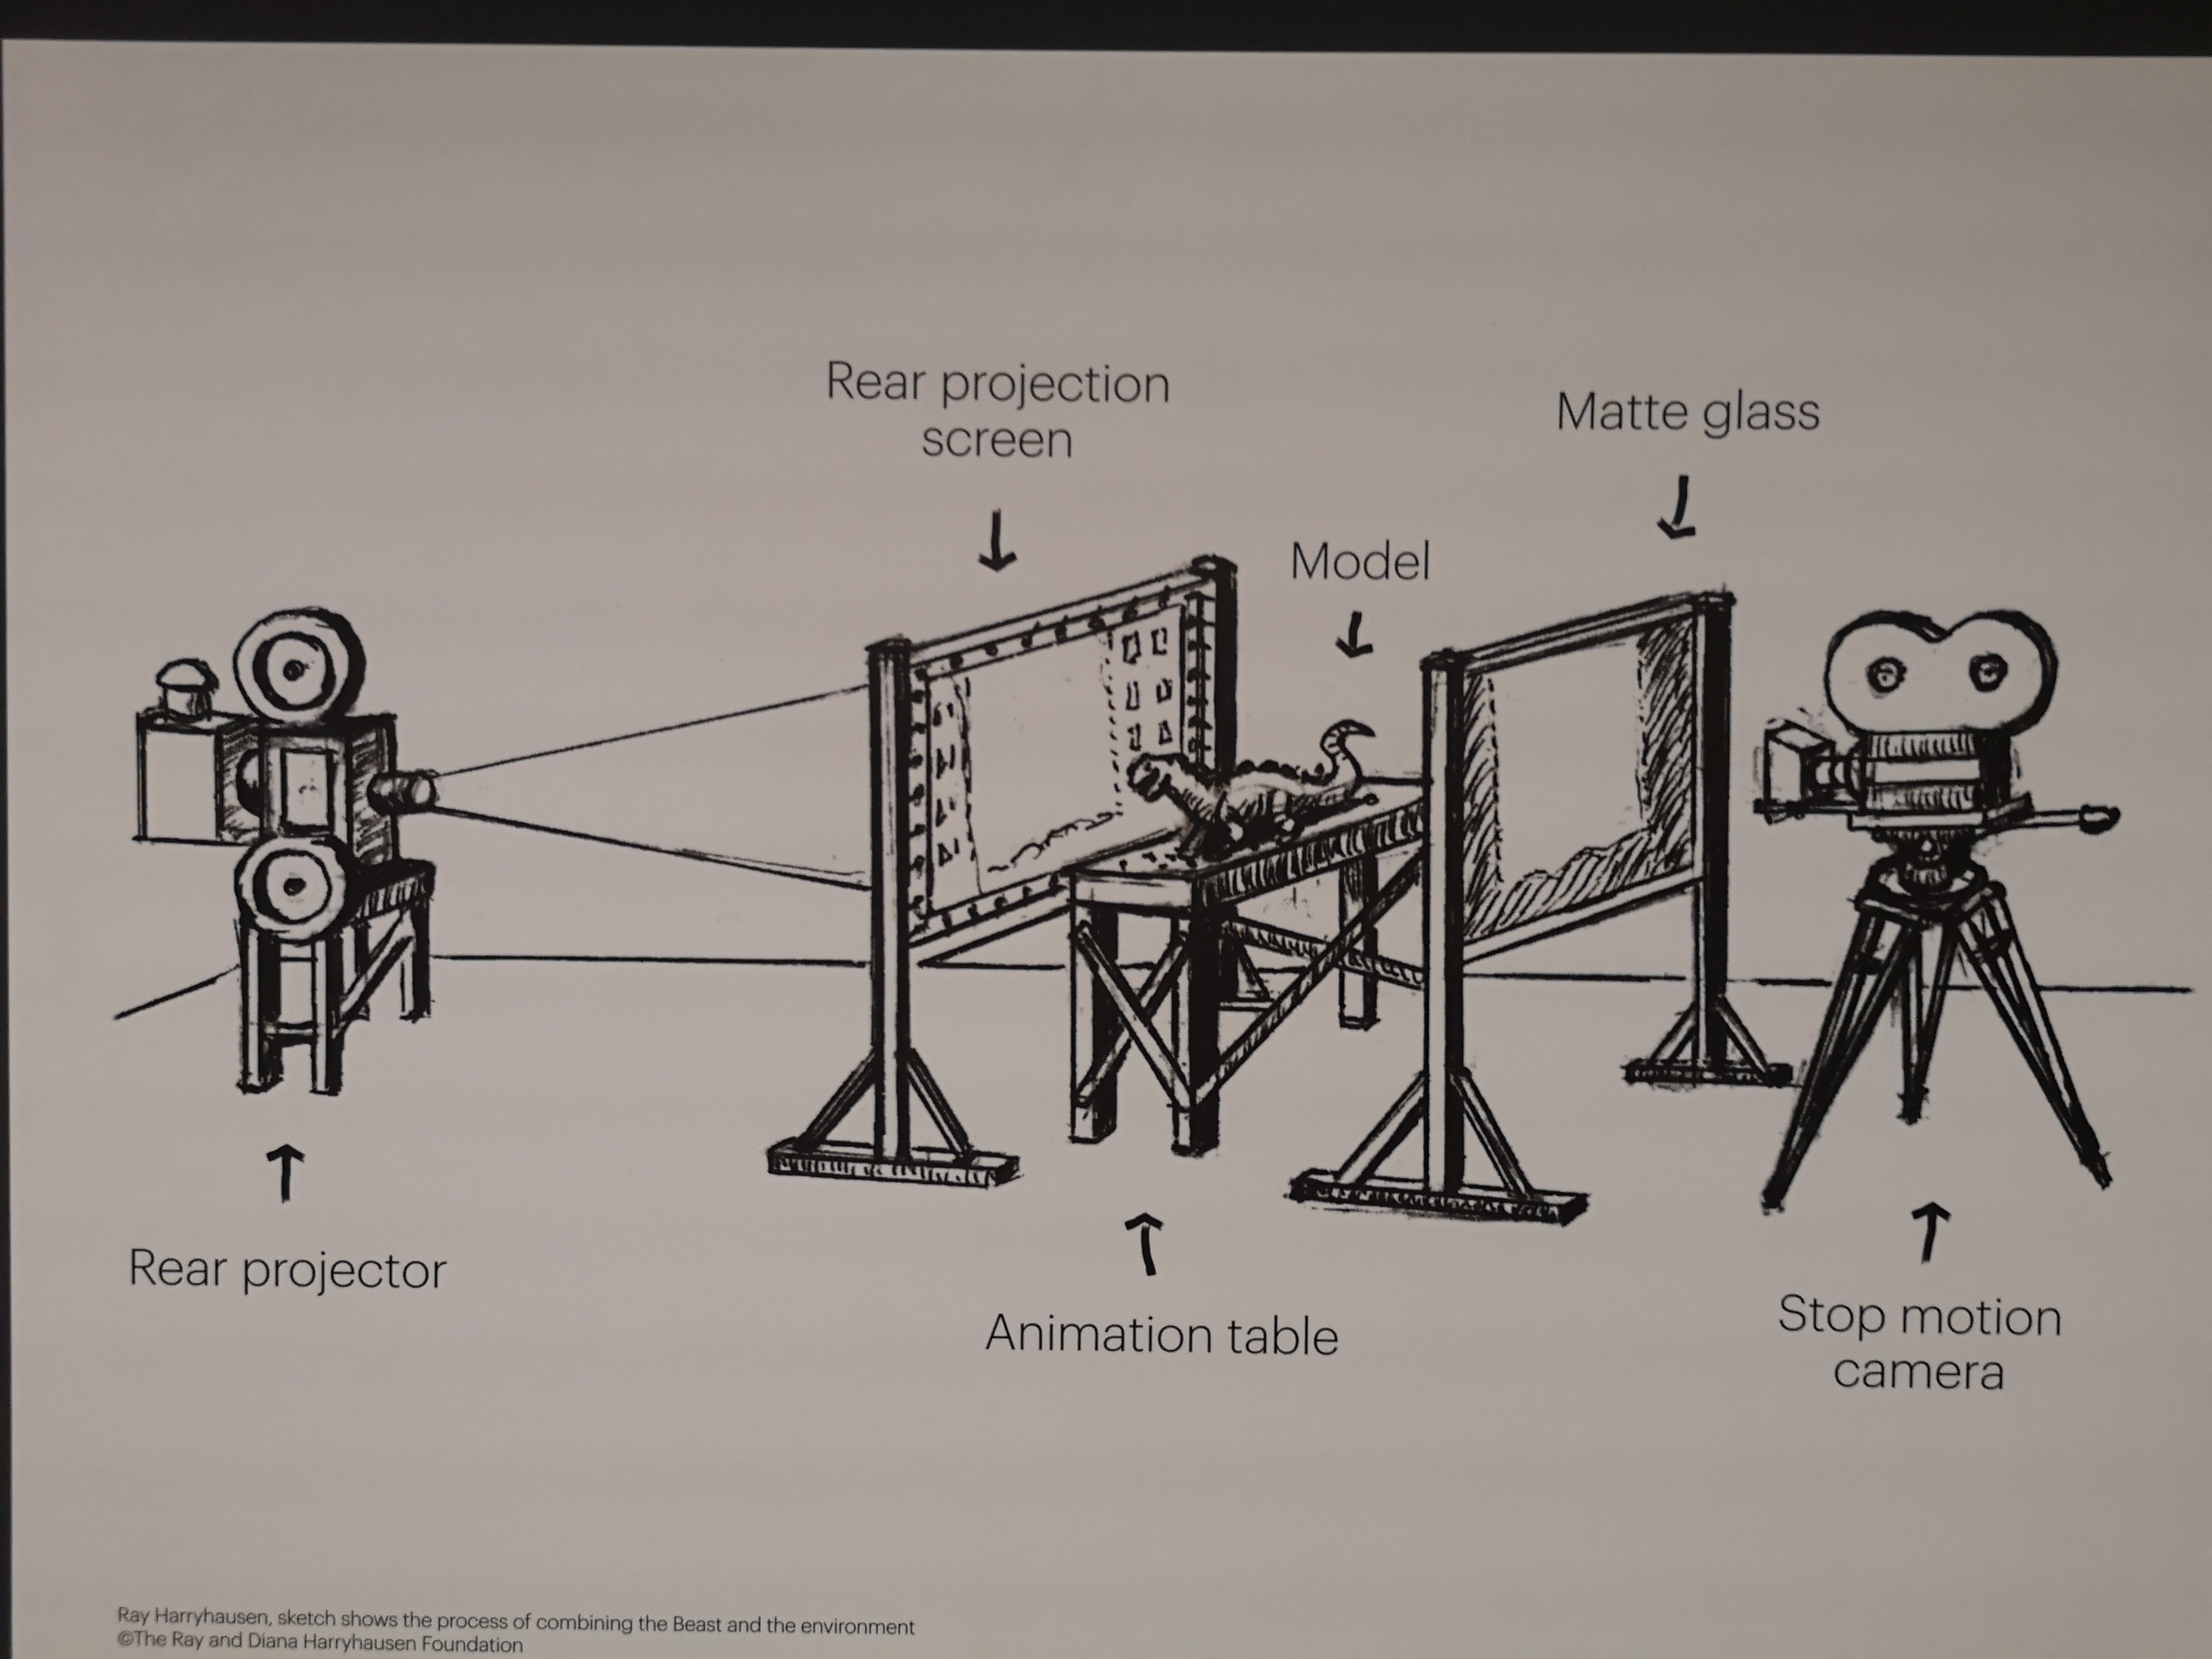 Rear projection
screen
Matte glass
Model
Rear projector
Animation table
Stop motion
camera
Ray Harryhausen, sketch shows the process of combining the Beast and the environment
©The Ray and Diana Harryhausen Foundation